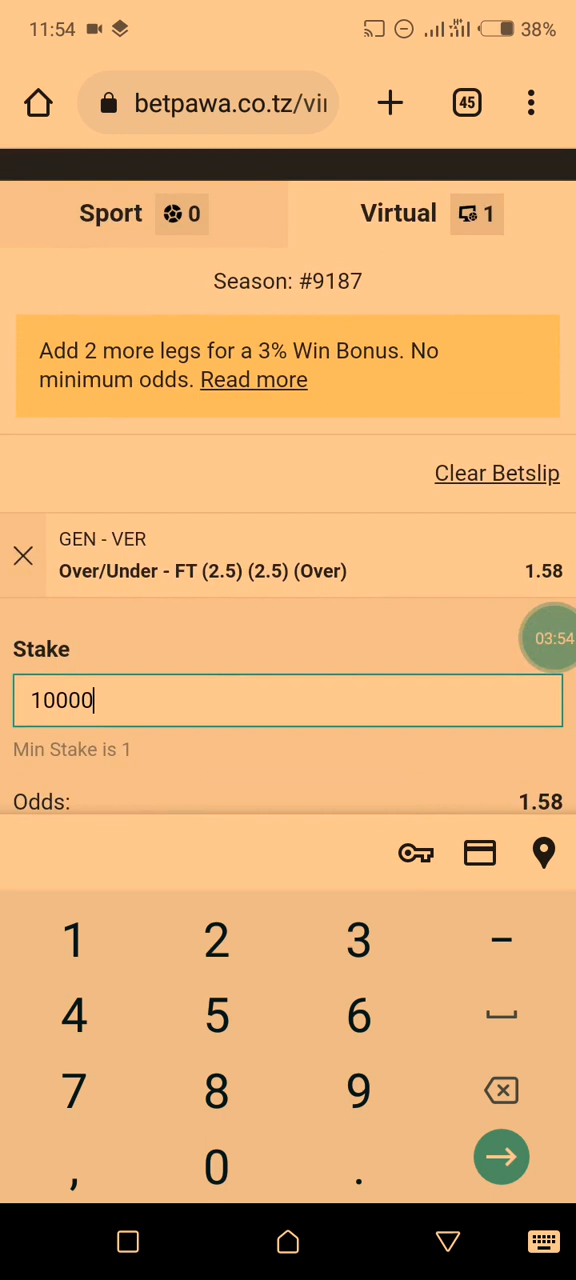 11:54 38%
betpawa.co.tz/vii 45
Sport 0 Virtual 1
Season: #9187
Add 2 more legs for a 3% Win Bonus. No
minimum odds. Read more
Clear Betslip
GEN - VER
Over/Under - FT (2.5) (2.5) (Over) 1.58
03:54
Stake
10000
Min Stake is 1
Odds: 1.58
1 2 3 -
4 5 6
7 8 9
, 0 .